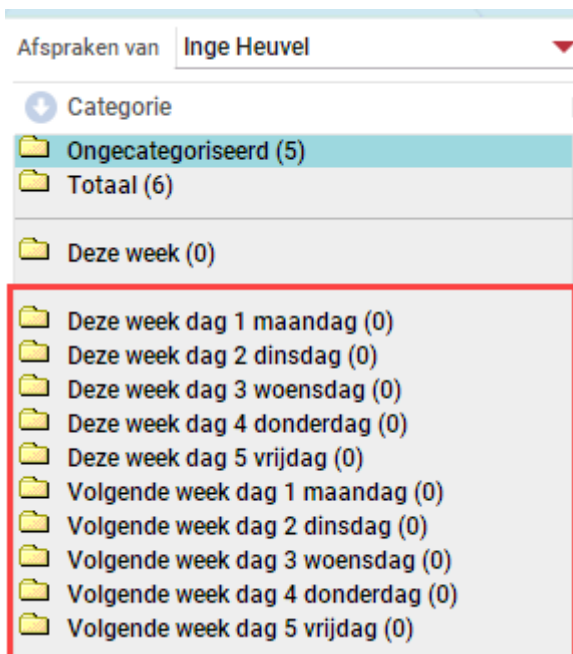 Afspraken van Inge Heuvel
Categorie
Ongecategoriseerd (5)
Totaal (6)
Deze week (0)
Deze week dag 1 maandag (0)
Deze week dag 2 dinsdag (0)
Deze week dag 3 woensdag (0)
Deze week dag 4 donderdag (0)
Deze week dag 5 vrijdag (0)
Volgende week dag 1 maandag (0)
Volgende week dag 2 dinsdag (0)
Volgende week dag 3 woensdag (0)
Volgende week dag 4 donderdag (0)
Volgende week dag 5 vrijdag (0)